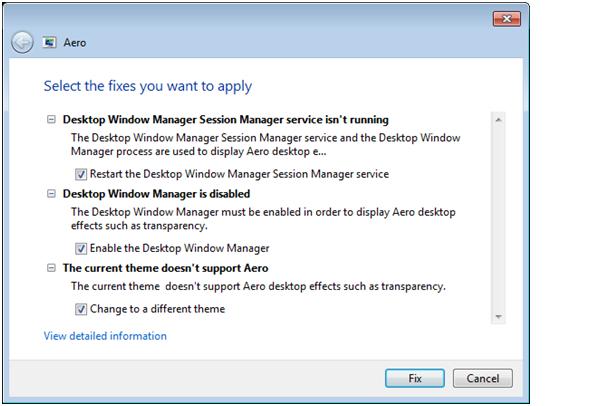 Aero
Select the fixes you want to apply
Desktop Window Manager Session Manager service isn't running
The Desktop Window Manager Session Manager service and the Desktop Window
Manager process are used to display Aero desktop e...
Restart the Desktop Window Manager Session Manager service
Desktop Window Manager is disabled
The Desktop Window Manager must be enabled in order to display Aero desktop
effects such as transparency.
Enable the Desktop Window Manager
The current theme doesn't support Aero
The current theme  doesn't support Aero desktop effects such as transparency.
Change to a different theme
View detailed information
Fix Cancel